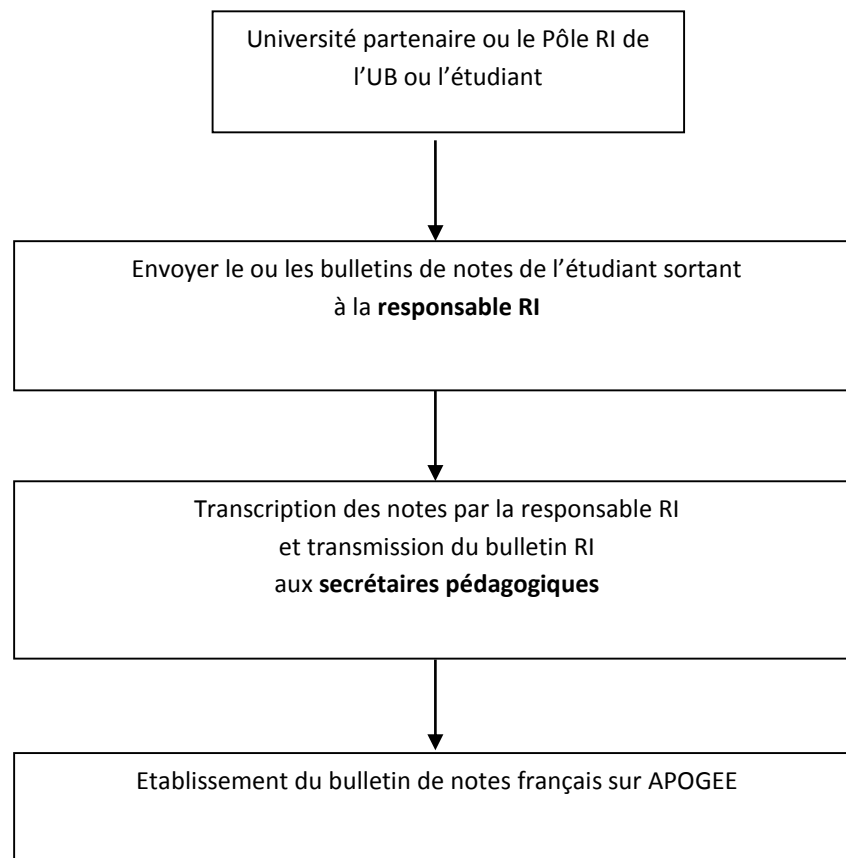 Université partenaire ou le Pôle RI de
l’UB ou l’étudiant
Envoyer le ou les bulletins de notes de l’étudiant sortant
à la responsable RI
Transcription des notes par la responsable RI
et transmission du bulletin RI
aux secrétaires pédagogiques
Etablissement du bulletin de notes français sur APOGEE